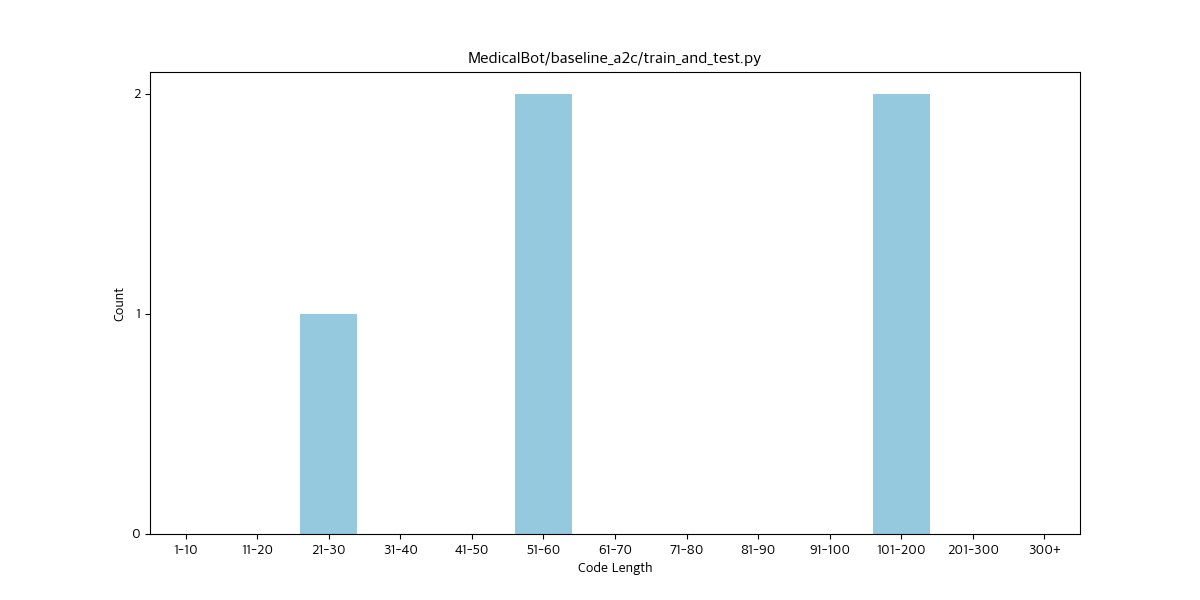 MedicalBot/baseline_a2c/train_and_test.py
2
1
0
Count
1-10 11-20 21-30 31-40 41-50 51-60 61-70 71-80 81-90 91-100 101-200 201-300 300+
Code Length